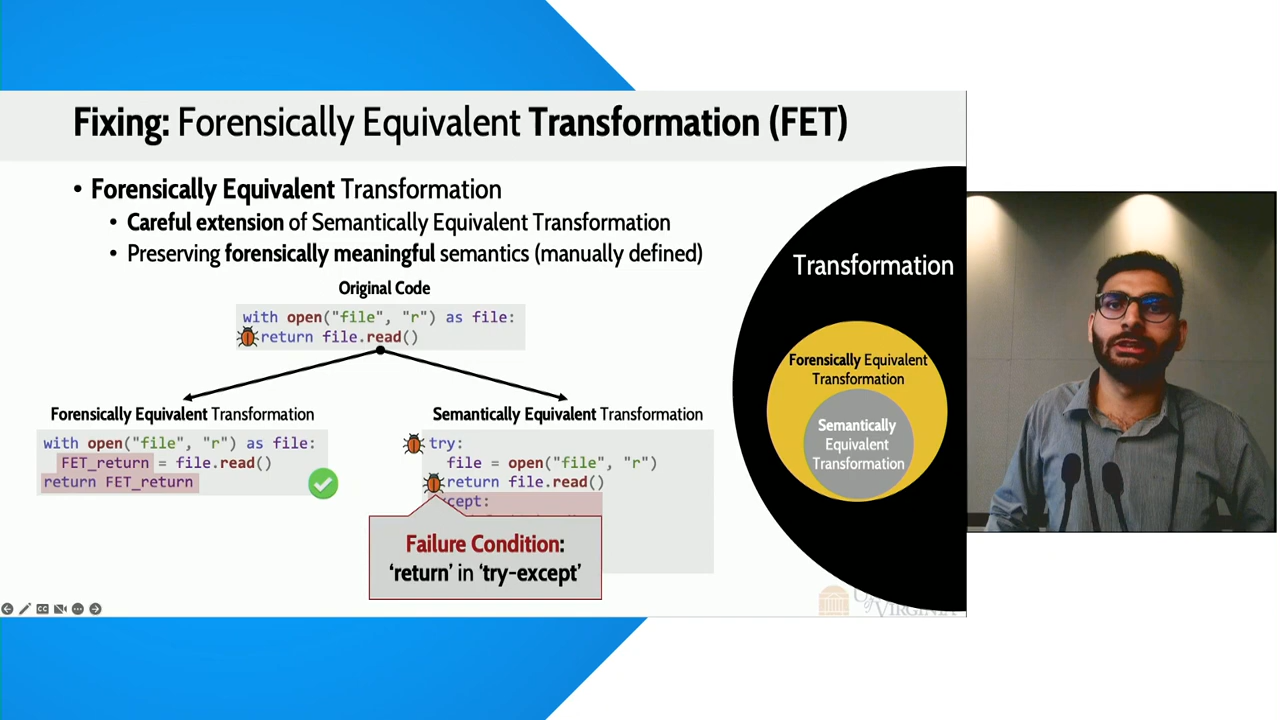 Fixing: Forensically Equivalent Transformation (FET)
• Forensically Equivalent Transformation
• Careful extension of Semantically Equivalent Transformation
• Preserving forensically meaningful semantics (manually defined)
Original Code
with open("file", "r") as file:
return file.read()
Forensically Equivalent Transformation
with open("file", "r") as file:
FET_return = file.read()
return FET_return
Semantically Equivalent Transformation
try:
file = open("file", "r")
return file.read()
cept:
Failure Condition:
‘return’ in ‘try-except’
Transformation
Forensically Equivalent
Transformation
Semantically
Equivalent
Transformation
CC